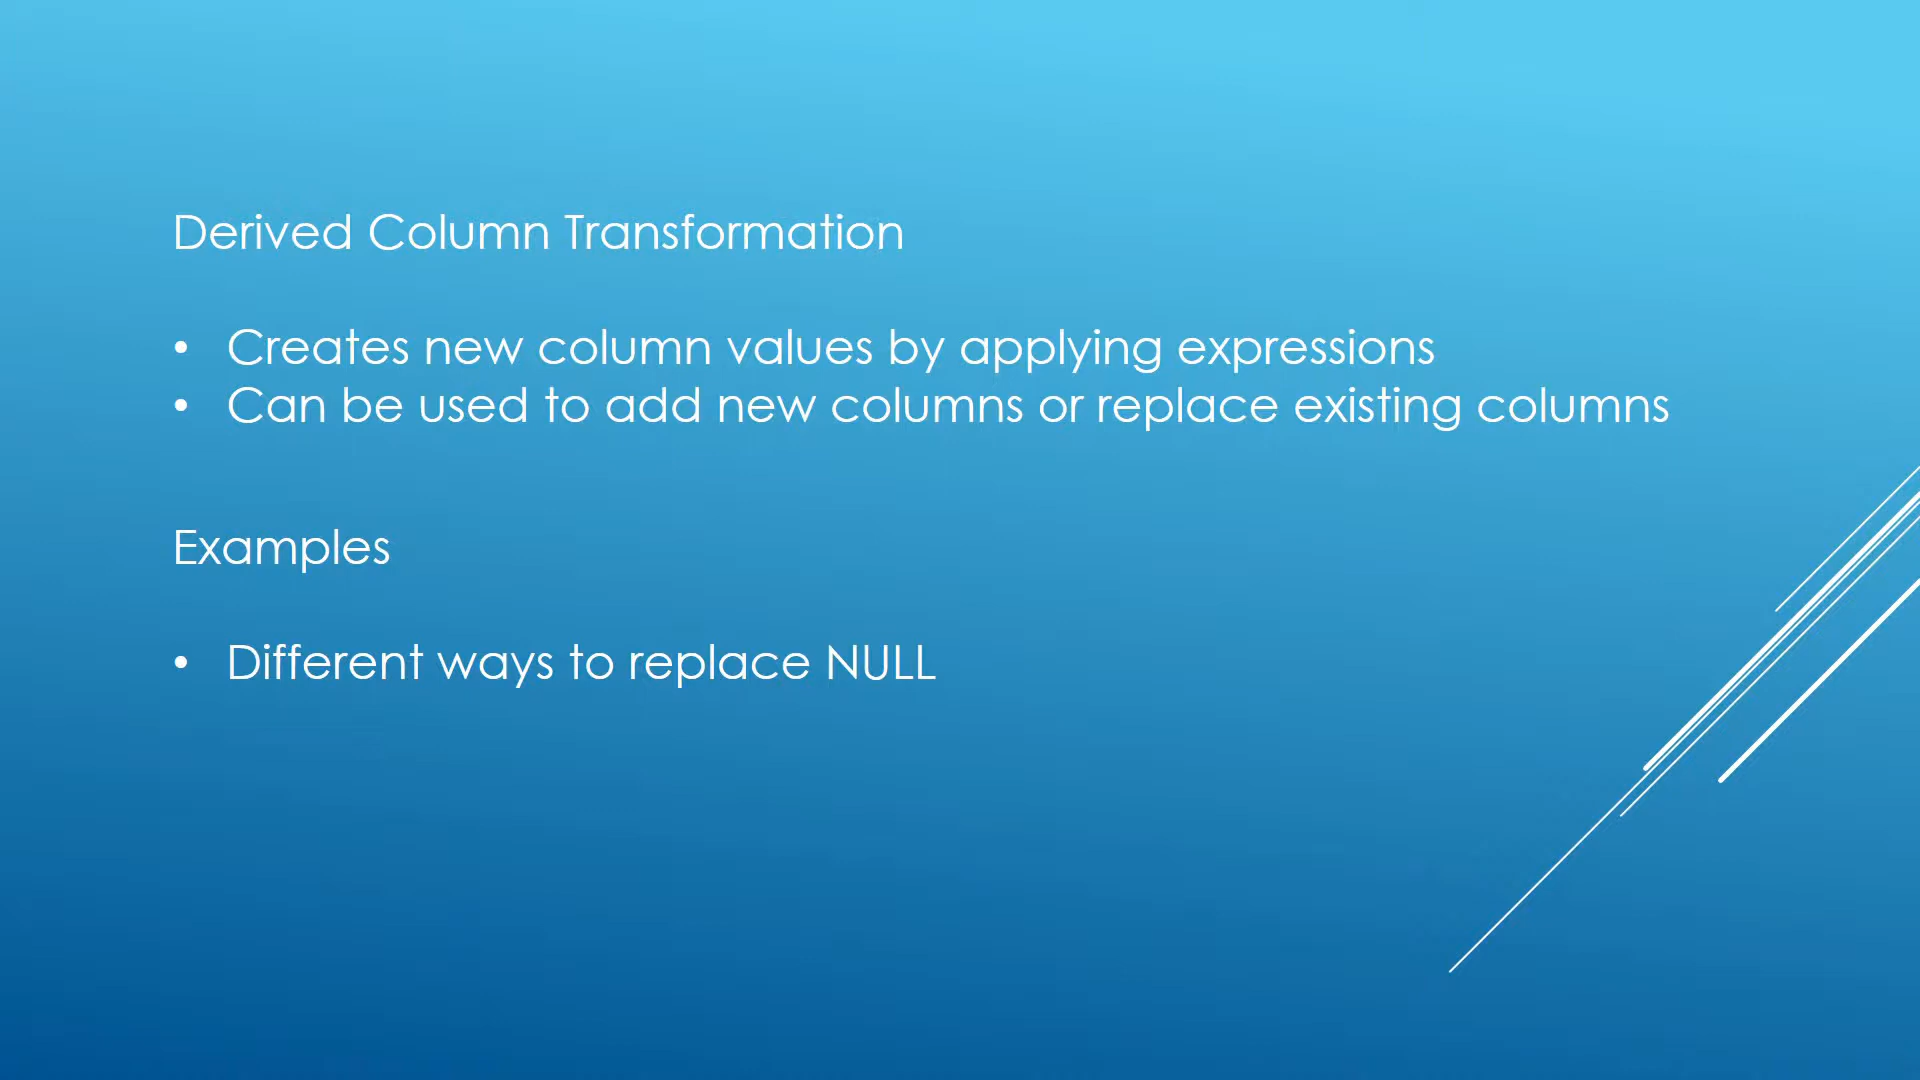 Derived Column Transformation
• Creates new column values by applying expressions
• Can be used to add new columns or replace existing columns
Examples
• Different ways to replace NULL